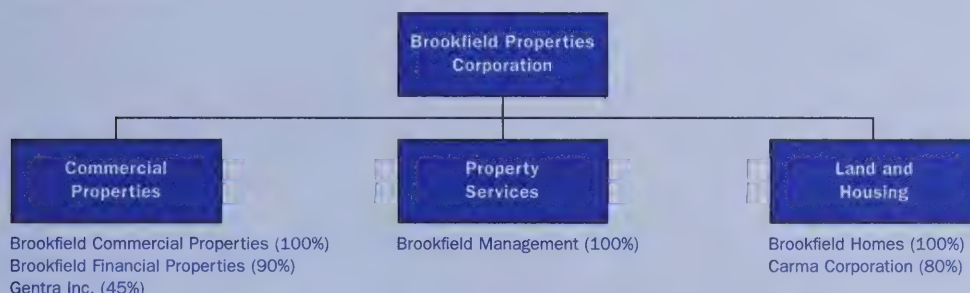 Brookfield Properties
Corporation
Commercial
Properties
Property
Services
Land and
Housing
Brookfield Commercial Properties (100%)
Brookfield Financial Properties (90%)
Gentra Inc. (45%)
Brookfield Management (100%)
Brookfield Homes (100%)
Carma Corporation (80%)